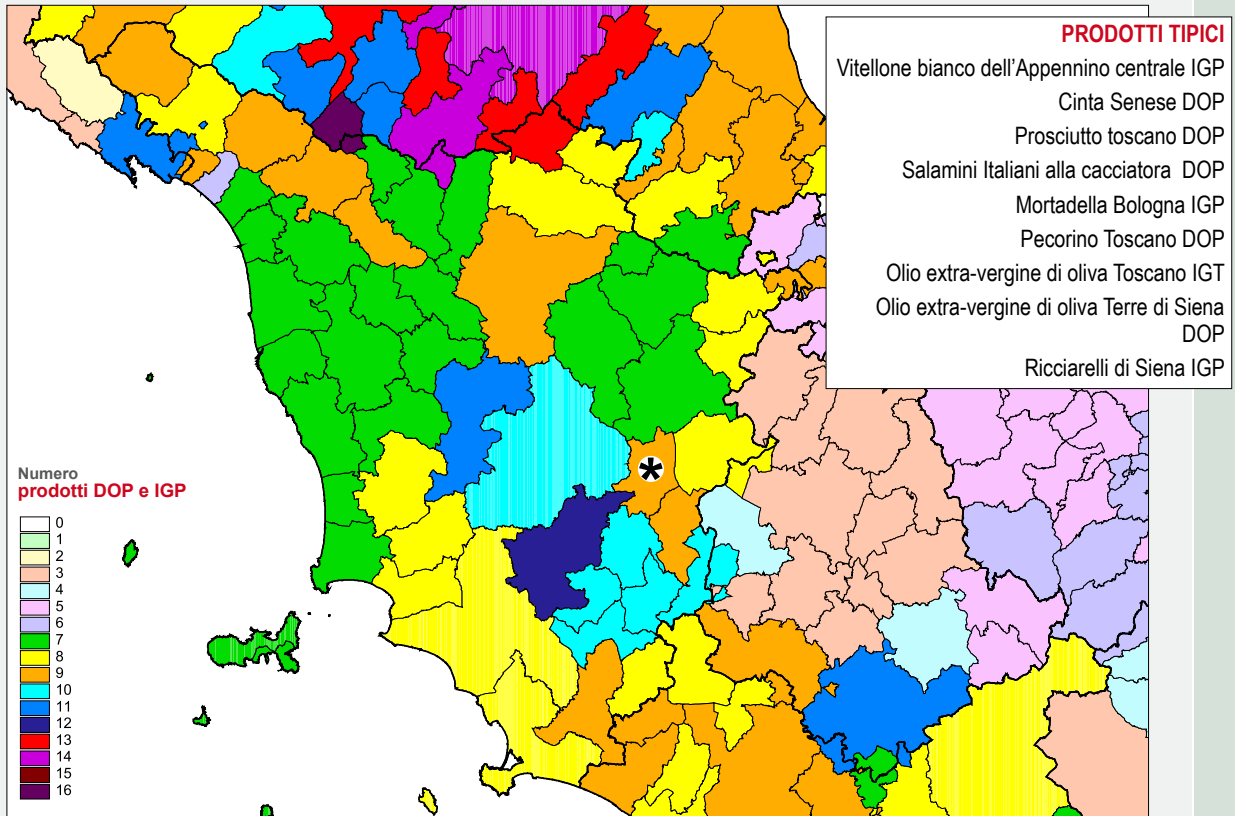 PRODOTTI TIPICI
Vitellone bianco dell'Appennino centrale IGP
Cinta Senese DOP
Prosciutto toscano DOP
Salamini Italiani alla cacciatora DOP
Mortadella Bologna IGP
Pecorino Toscano DOP
Olio extra-vergine di oliva Toscano IGT
Olio extra-vergine di oliva Terre di Siena
DOP
Ricciarelli di Siena IGP
*
Numero
prodotti DOP e IGP
0
1
2
3
4
5
6
7
8
9
10
11
12
13
14
15
16